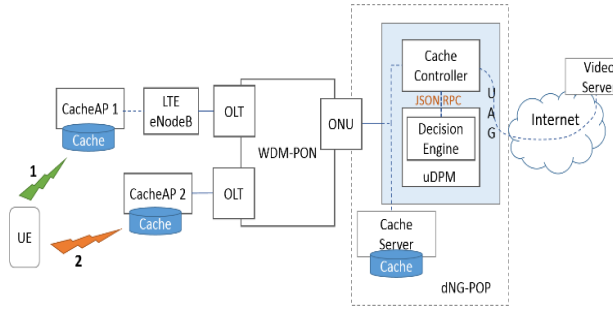 CacheAP 1
Cache
LTE
eNodeB
OLT
WDM-PON
ONU
Cache
Controller
JSON RPC
Decision
Engine
uDPM
U
A
G
Internet
Video
Server
1
CacheAP 2
Cache
OLT
UE
2
Cache
Server
Cache
dNG-POP